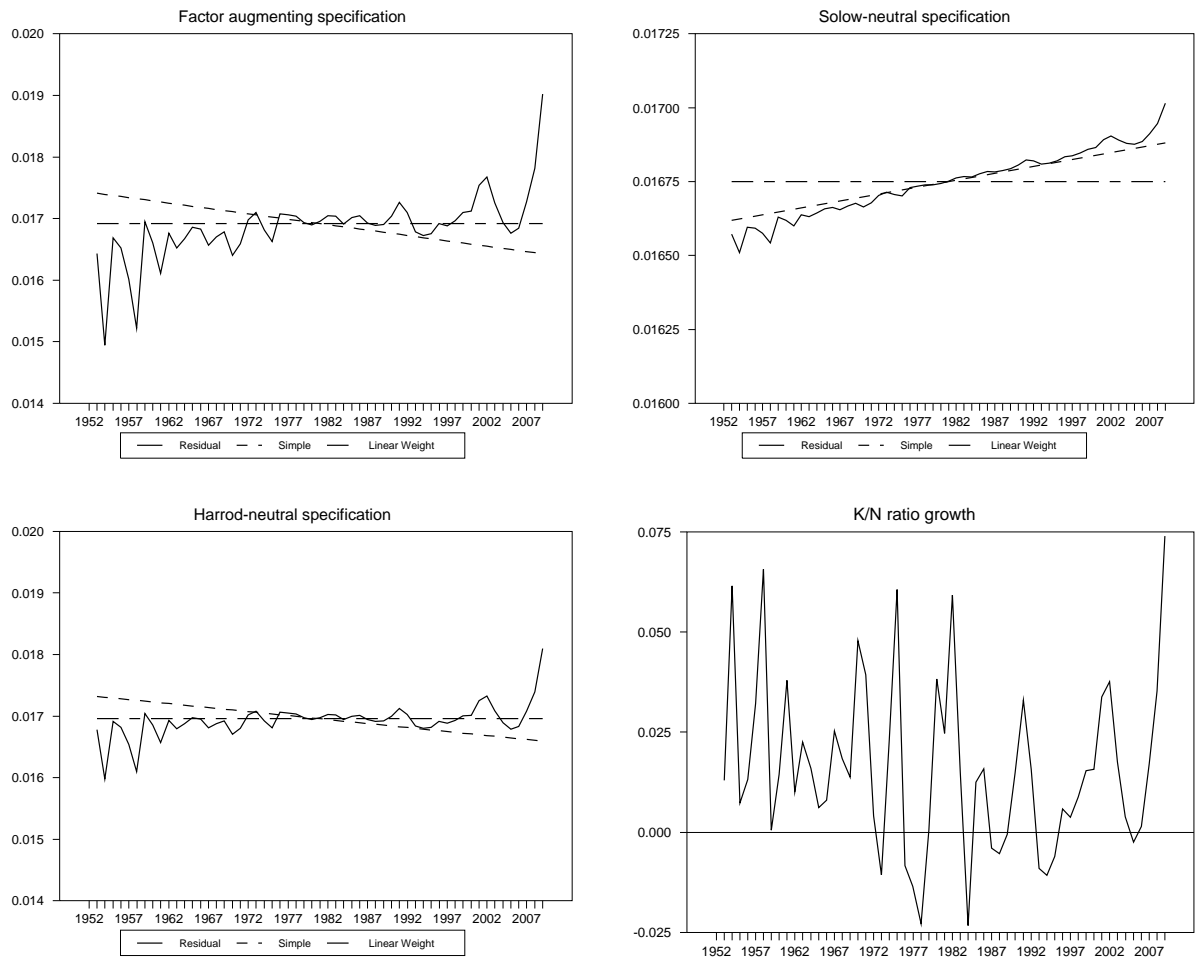 Factor augmenting specification
0.020
0.019
0.018
0.017
0.016
0.015
0.014
1952 1957 1962 1967 1972 1977 1982 1987 1992 1997 2002 2007
Residual Simple Linear Weight
Solow-neutral specification
0.01725
0.01700
0.01675
0.01650
0.01625
0.01600
1952 1957 1962 1967 1972 1977 1982 1987 1992 1997 2002 2007
Residual Simple Linear Weight
Harrod-neutral specification
0.020
0.019
0.018
0.017
0.016
0.015
0.014
1952 1957 1962 1967 1972 1977 1982 1987 1992 1997 2002 2007
Residual Simple Linear Weight
K/N ratio growth
0.075
0.050
0.025
0.000
-0.025
1952 1957 1962 1967 1972 1977 1982 1987 1992 1997 2002 2007